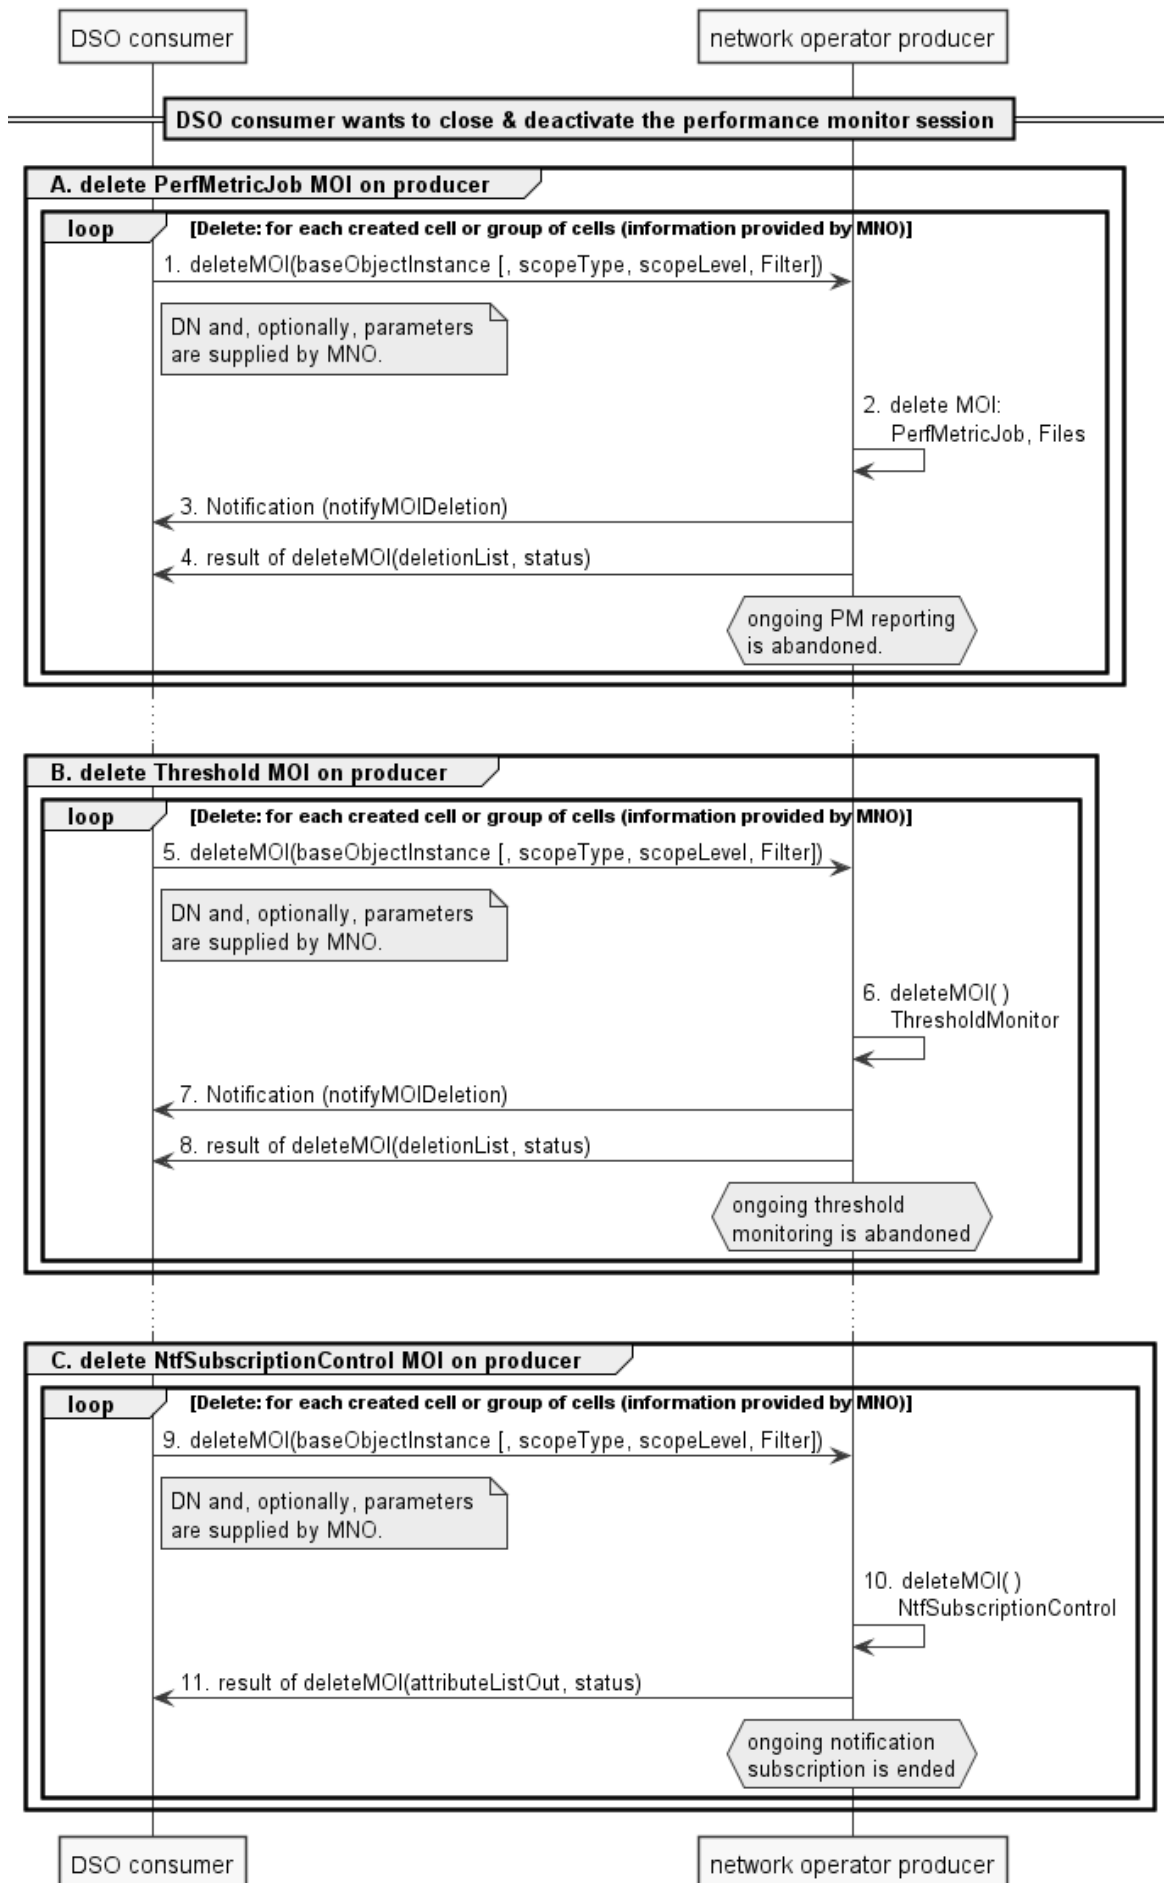 DSO consumer
network operator producer
DSO consumer wants to close & deactivate the performance monitor session
A. delete PerfMetricJob MOI on producer
loop
[Delete: for each created cell or group of cells (information provided by MNO)]
1. deleteMOI(baseObjectInstance [, scopeType, scopeLevel, Filter])
DN and, optionally, parameters
are supplied by MNO.
2. delete MOI:
PerfMetricJob, Files
3. Notification (notifyMOIDeletion)
4. result of deleteMOI(deletionList, status)
ongoing PM reporting
is abandoned.
B. delete Threshold MOI on producer
loop
[Delete: for each created cell or group of cells (information provided by MNO)]
5. deleteMOI(baseObjectInstance [, scopeType, scopeLevel, Filter])
DN and, optionally, parameters
are supplied by MNO.
6. deleteMOI( )
ThresholdMonitor
7. Notification (notifyMOIDeletion)
8. result of deleteMOI(deletionList, status)
ongoing threshold
monitoring is abandoned
C. delete NtfSubscriptionControl MOI on producer
loop
[Delete: for each created cell or group of cells (information provided by MNO)]
9. deleteMOI(baseObjectInstance [, scopeType, scopeLevel, Filter])
DN and, optionally, parameters
are supplied by MNO.
10. deleteMOI( )
NtfSubscriptionControl
11. result of deleteMOI(attributeListOut, status)
ongoing notification
subscription is ended
DSO consumer
network operator producer